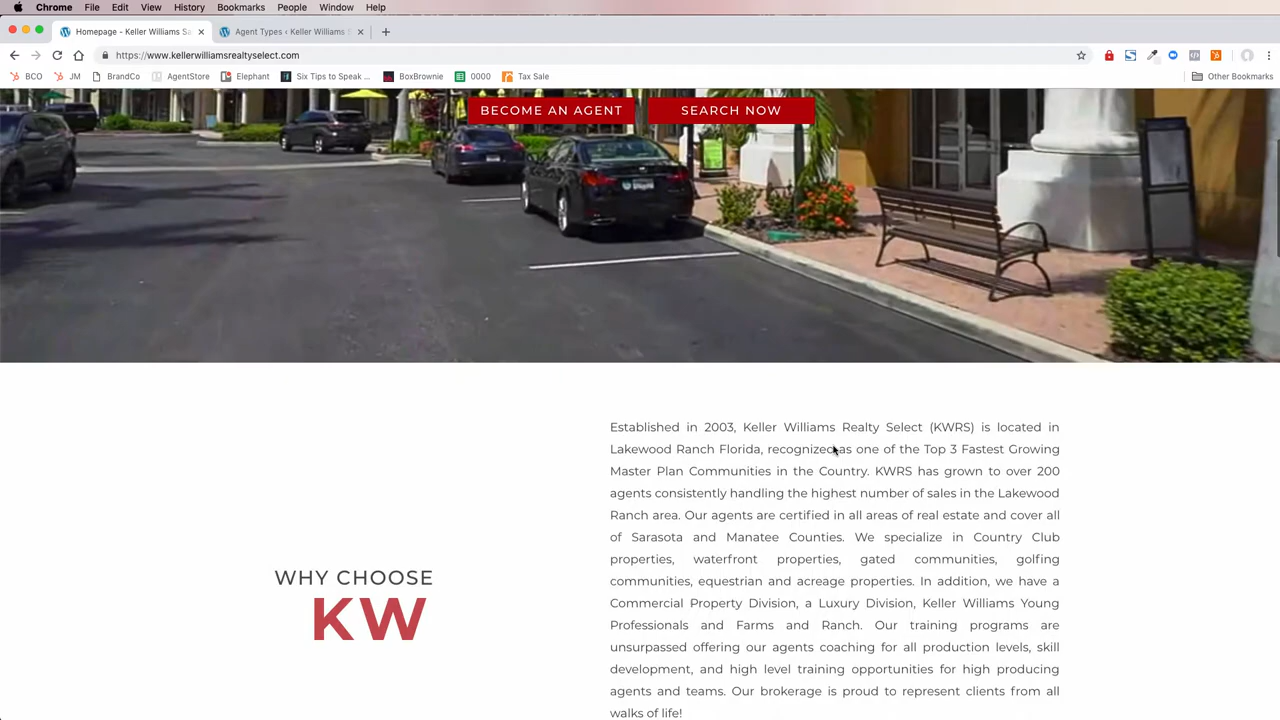 Chrome File Edit View History Bookmarks People Window Help
Homepage - Keller Williams Sa
Agent Types ‹ Keller Williams S
https://www.kellerwilliamsrealtyselect.com
BCO JM BrandCo AgentStore Elephant Six Tips to Speak ... BoxBrownie 0000 Tax Sale Other Bookmarks
BECOME AN AGENT SEARCH NOW
WHY CHOOSE
KW
Established in 2003, Keller Williams Realty Select (KWRS) is located in
Lakewood Ranch Florida, recognized as one of the Top 3 Fastest Growing
Master Plan Communities in the Country. KWRS has grown to over 200
agents consistently handling the highest number of sales in the Lakewood
Ranch area. Our agents are certified in all areas of real estate and cover all
of Sarasota and Manatee Counties. We specialize in Country Club
properties, waterfront properties, gated communities, golfing
communities, equestrian and acreage properties. In addition, we have a
Commercial Property Division, a Luxury Division, Keller Williams Young
Professionals and Farms and Ranch. Our training programs are
unsurpassed offering our agents coaching for all production levels, skill
development, and high level training opportunities for high producing
agents and teams. Our brokerage is proud to represent clients from all
walks of life!